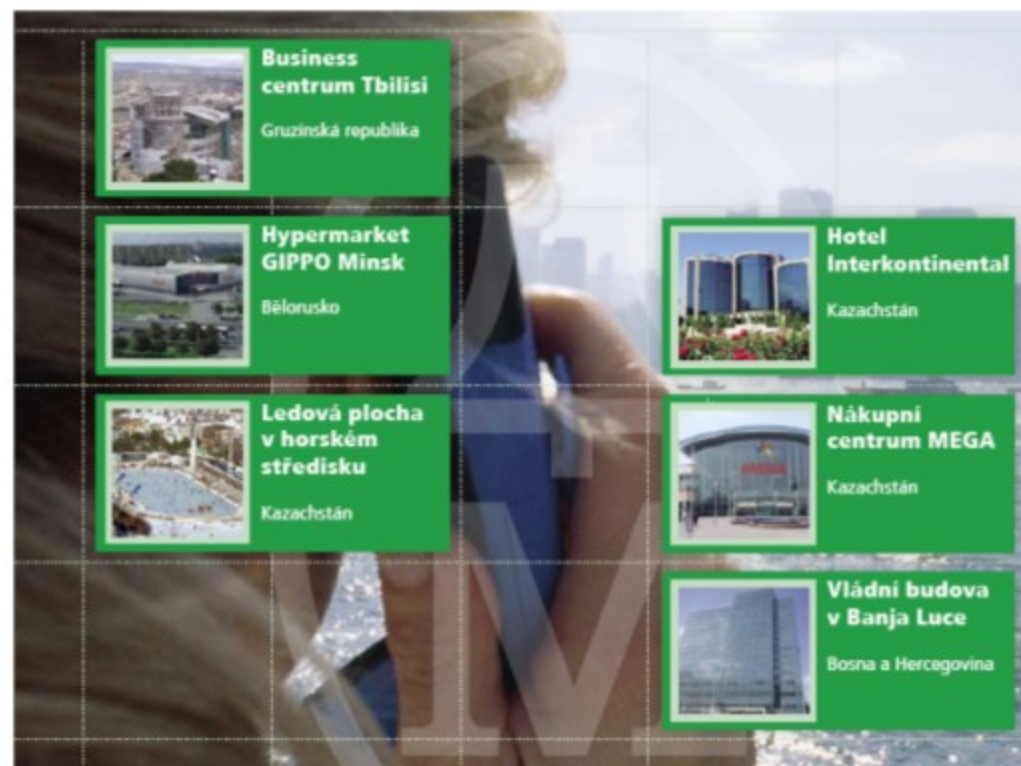 Business
centrum Tbilisi
Gruzínská republika
Hypermarket
GIPPO Minsk
Bělorusko
Ledová plocha
v horském
středisku
Kazachstán
Hotel
Interkontinental
Kazachstán
Nákupní
centrum MEGA
Kazachstán
MEGA
Vládní budova
v Banja Luce
Bosna a Hercegovina